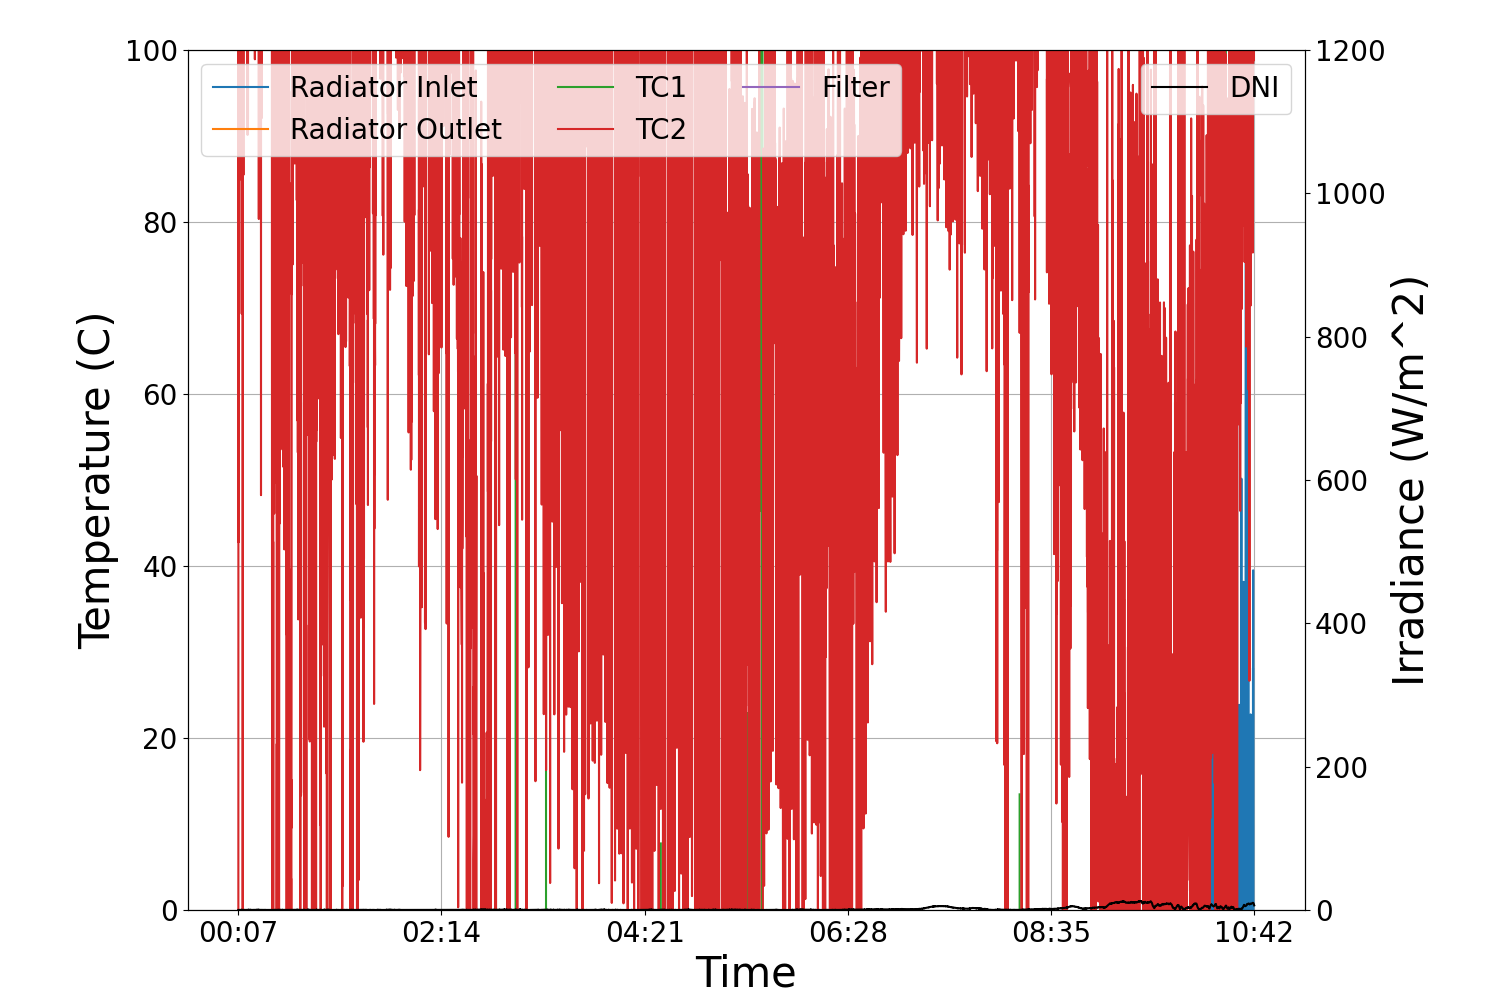 100
80
60
40
20
0
Temperature (C)
Radiator Inlet
Radiator Outlet
TC1
TC2
Filter
DNI
1200
1000
800
600
400
200
0
Irradiance (W/m^2)
00:07
02:14
04:21
06:28
08:35
10:42
Time